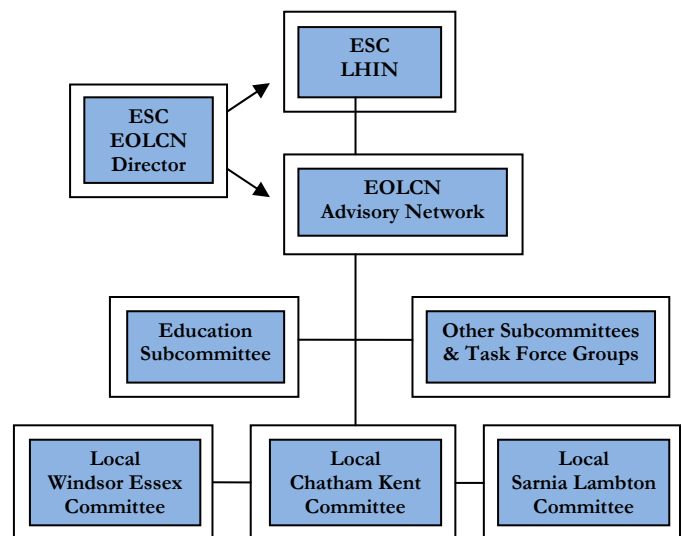 ESC
LHIN
ESC
EOLCN
Director
EOLCN
Advisory Network
Education
Subcommittee
Other Subcommittees
& Task Force Groups
Local
Windsor Essex
Committee
Local
Chatham Kent
Committee
Local
Sarnia Lambton
Committee